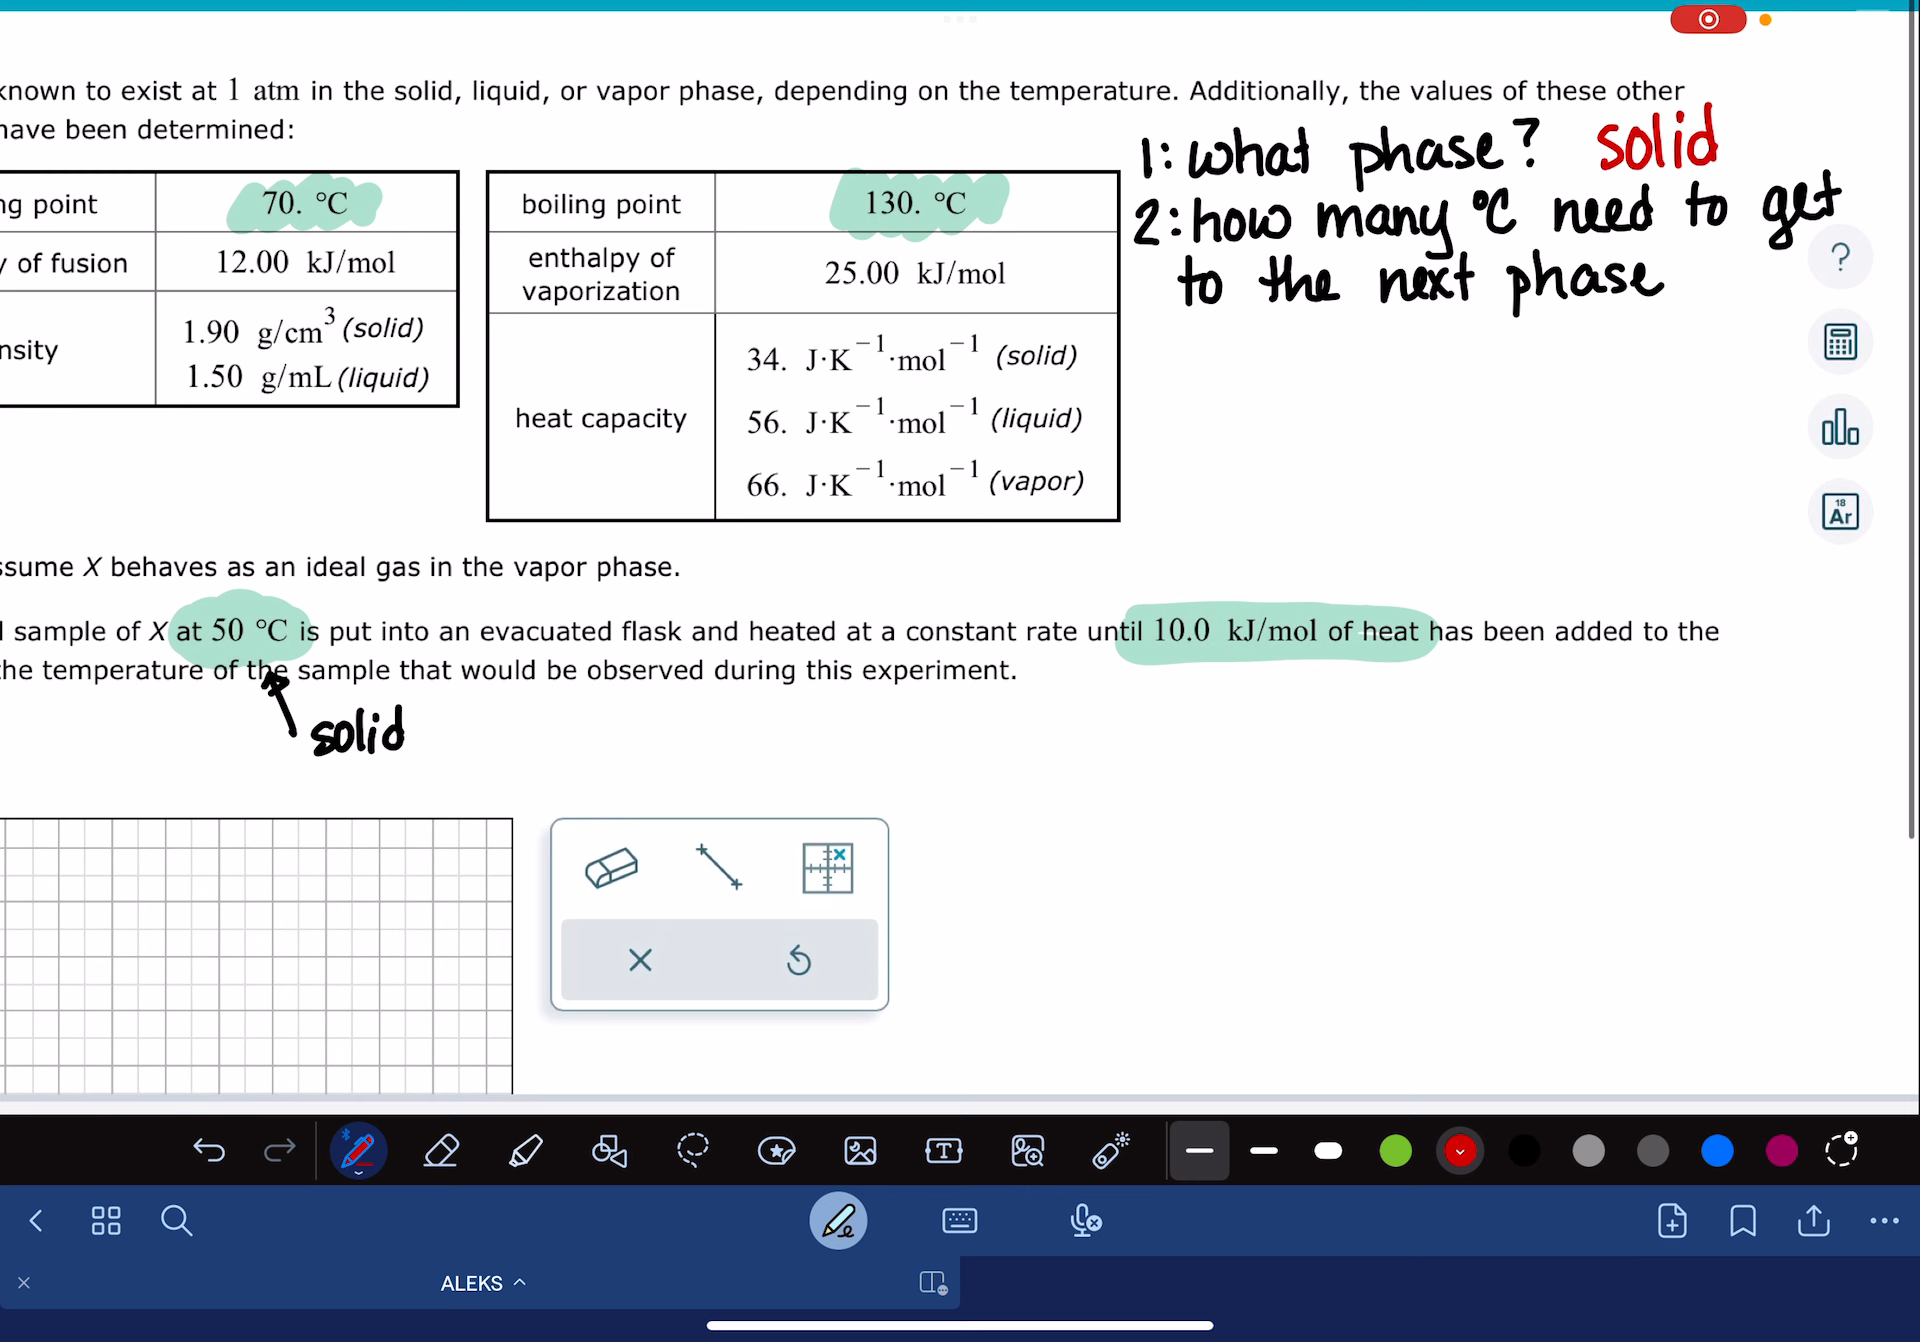 known to exist at 1 atm in the solid, liquid, or vapor phase, depending on the temperature. Additionally, the values of these other
have been determined:
1: what phase? solid
2: how many °C need to get
to the next phase
ng point 70. °C
y of fusion 12.00 kJ/mol
nsity 1.90 g/cm³ (solid)
1.50 g/mL (liquid)
boiling point 130. °C
enthalpy of
vaporization 25.00 kJ/mol
heat capacity 34. J·K⁻¹·mol⁻¹ (solid)
56. J·K⁻¹·mol⁻¹ (liquid)
66. J·K⁻¹·mol⁻¹ (vapor)
?
18
Ar
ssume X behaves as an ideal gas in the vapor phase.
l sample of X at 50 °C is put into an evacuated flask and heated at a constant rate until 10.0 kJ/mol of heat has been added to the
the temperature of the sample that would be observed during this experiment.
solid
ALEKS